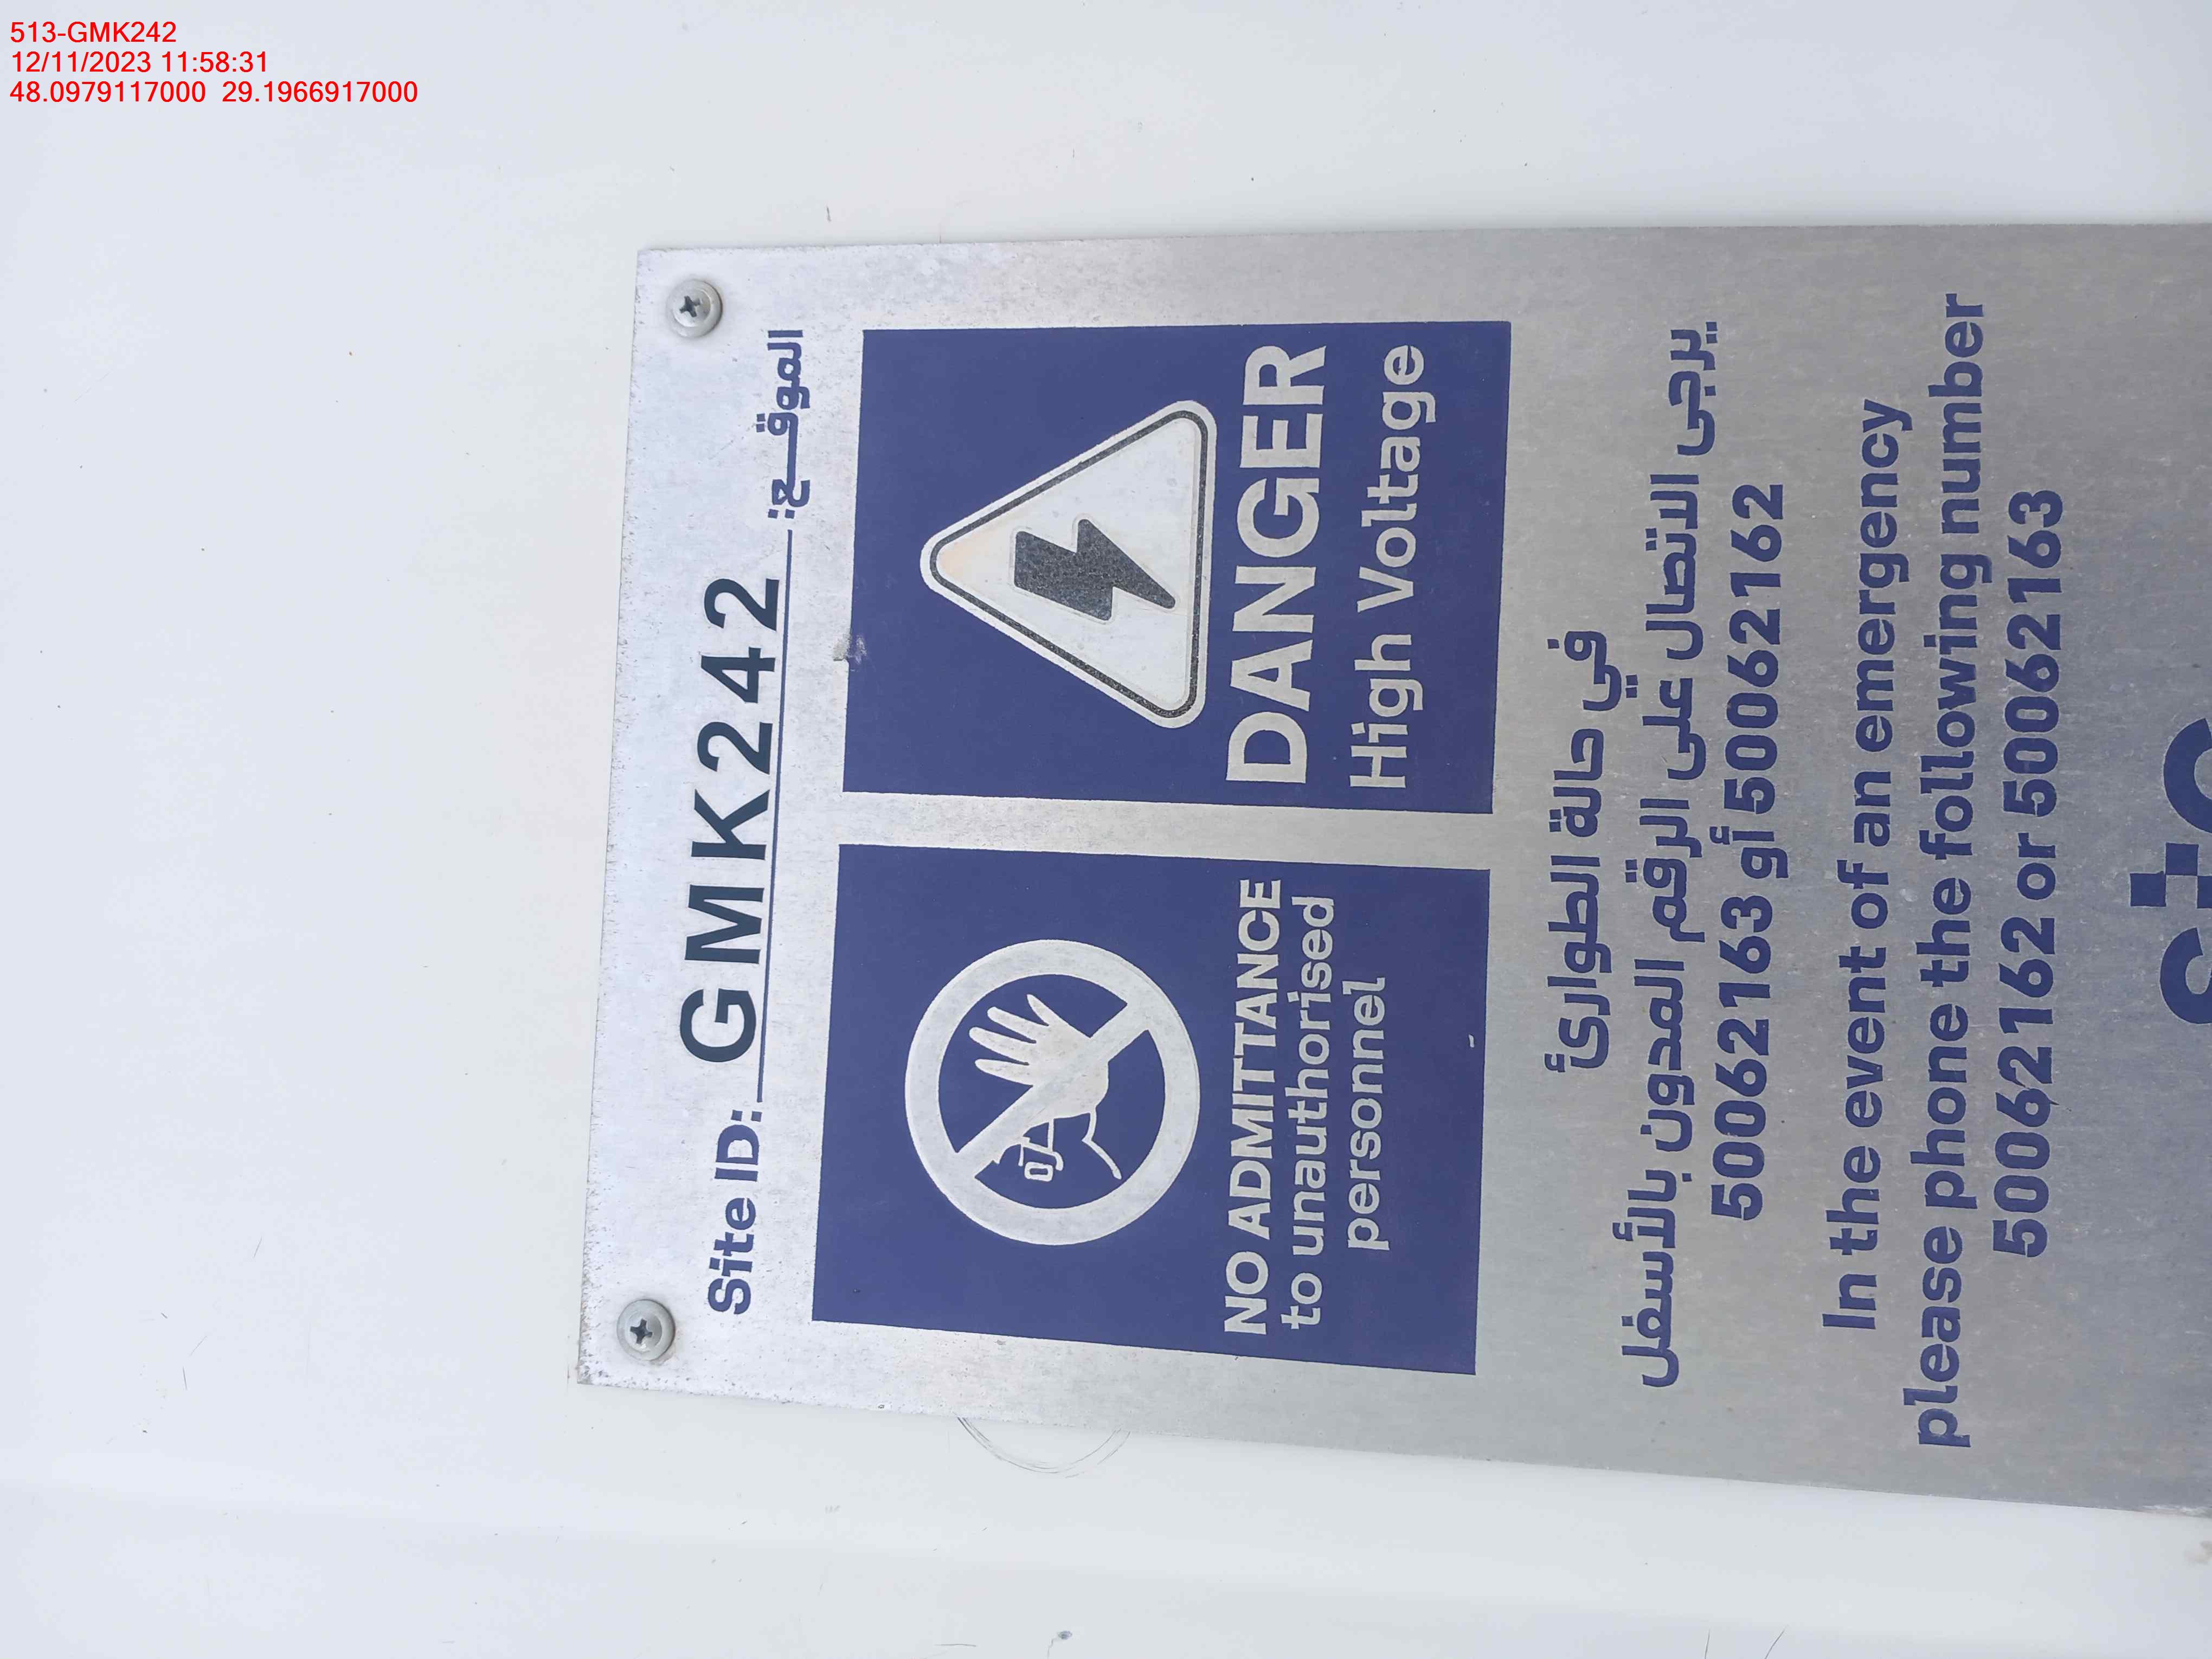 513-GMK242
12/11/2023 11:58:31
48.0979117000 29.1966917000
Site ID: GMK242 الموقع:
NO ADMITTANCE
to unauthorised
personnel
DANGER
High Voltage
في حالة الطوارئ
يرجى الاتصال على الرقم المدون بالأسفل
50062163 أو 50062162
In the event of an emergency
please phone the following number
50062162 or 50062163